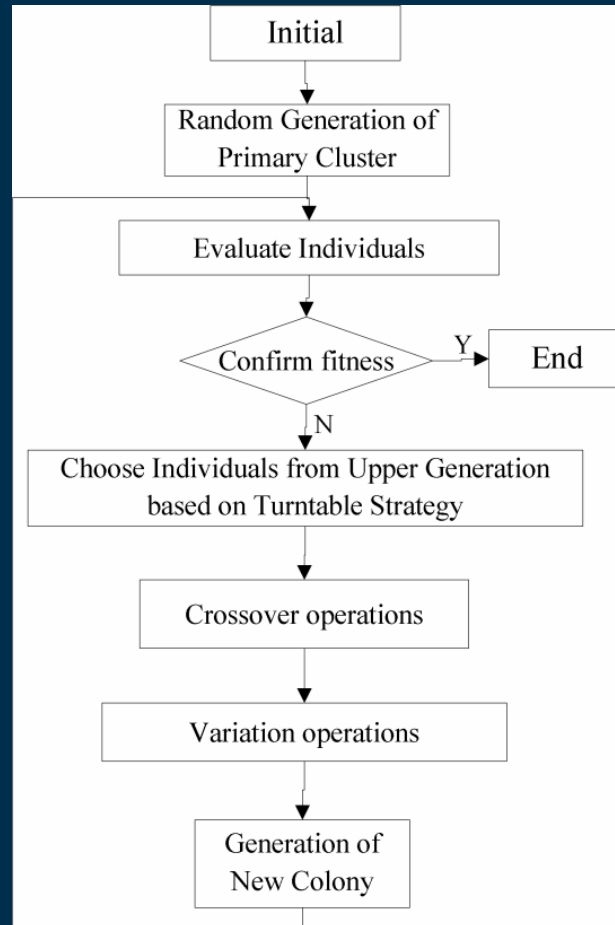 Initial
Random Generation of
Primary Cluster
Evaluate Individuals
Confirm fitness
Y
End
N
Choose Individuals from Upper Generation
based on Turntable Strategy
Crossover operations
Variation operations
Generation of
New Colony